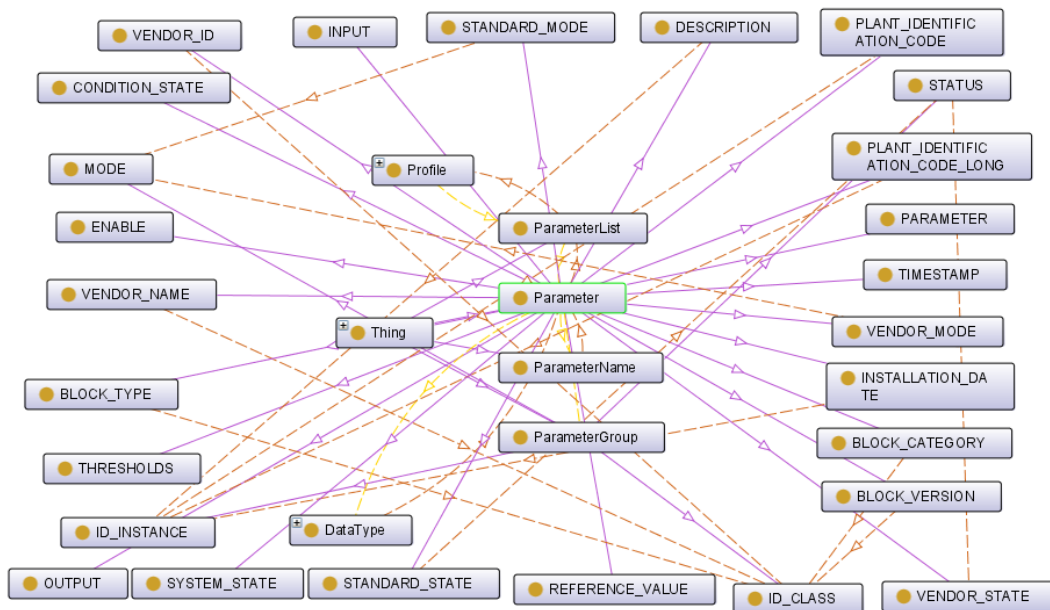 VENDOR_ID
INPUT
STANDARD_MODE
DESCRIPTION
PLANT_IDENTIFIC
ATION_CODE
CONDITION_STATE
STATUS
MODE
Profile
PLANT_IDENTIFIC
ATION_CODE_LONG
ENABLE
ParameterList
PARAMETER
VENDOR_NAME
Parameter
TIMESTAMP
Thing
VENDOR_MODE
BLOCK_TYPE
ParameterName
INSTALLATION_DA
TE
THRESHOLDS
ParameterGroup
BLOCK_CATEGORY
ID_INSTANCE
DataType
BLOCK_VERSION
OUTPUT
SYSTEM_STATE
STANDARD_STATE
REFERENCE_VALUE
ID_CLASS
VENDOR_STATE